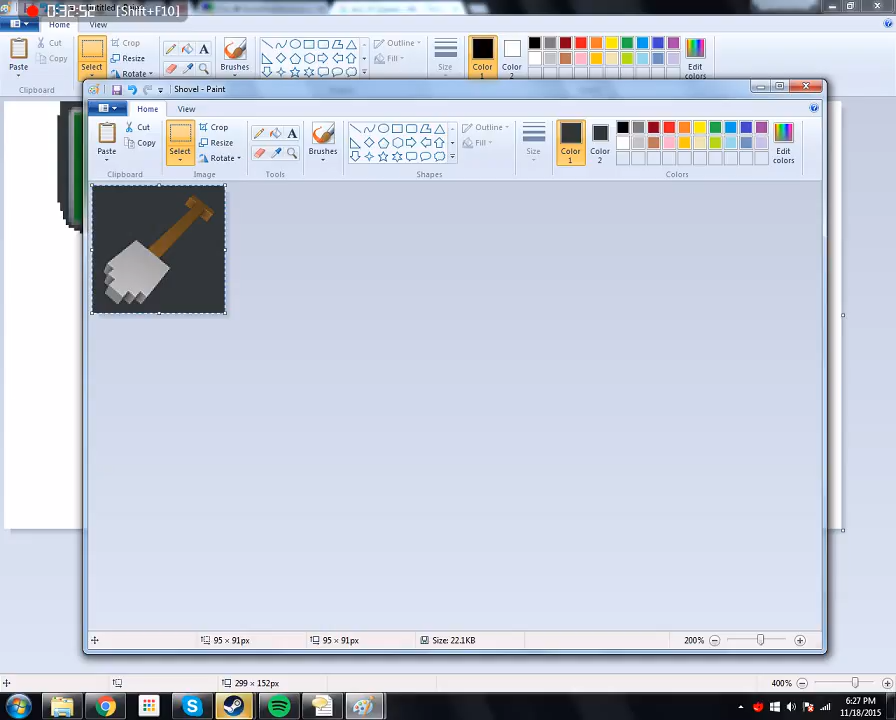 0:32:52 [Shift+F10]
Home View
Paste Cut Copy Select Crop Resize Rotate Brushes Outline Fill Size Color 1 Color 2 Edit colors
Clipboard
Shovel - Paint
Home View
Paste Cut Copy Select Crop Resize Rotate A Brushes Outline Fill Size Color 1 Color 2 Edit colors
Clipboard Image Tools Shapes Colors
95 × 91px 95 × 91px Size: 22.1KB 200%
299 × 152px 400%
6:27 PM
11/18/2015